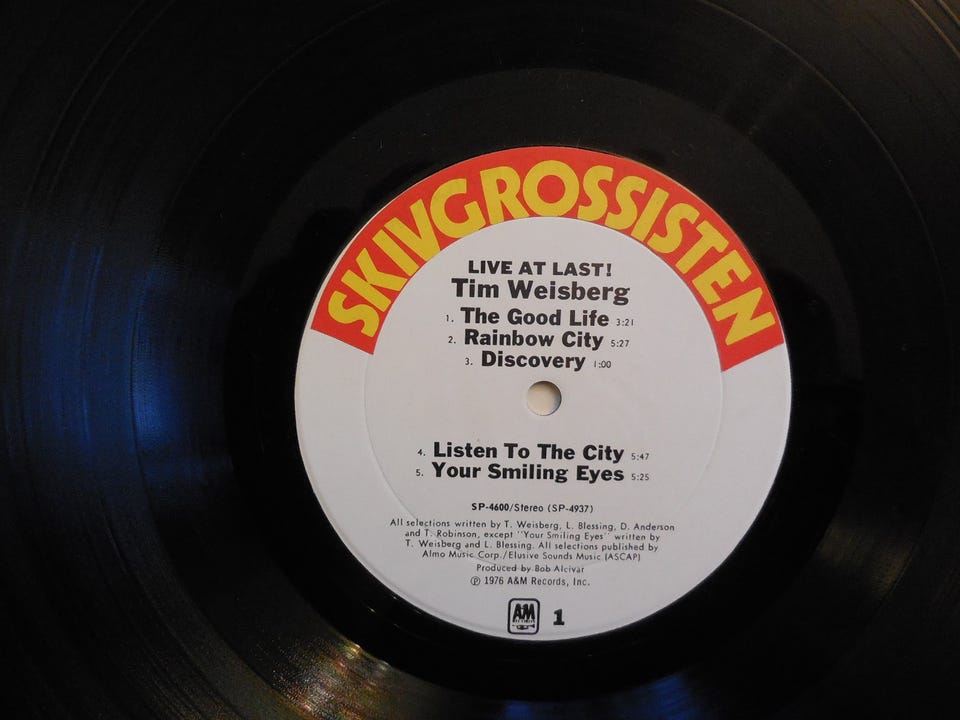 SKIVGROSSISTEN
LIVE AT LAST!
Tim Weisberg
1. The Good Life 3:21
2. Rainbow City 5:27
3. Discovery 1:00
4. Listen To The City 5:47
5. Your Smiling Eyes 5:25
SP-4600/Stereo (SP-4937)
All selections written by T. Weisberg, L. Blessing, D. Anderson
and T. Robinson, except "Your Smiling Eyes" written by
T. Weisberg and L. Blessing. All selections published by
Almo Music Corp./Elusive Sounds Music (ASCAP)
Produced by Bob Alcivar
℗ 1976 A&M Records, Inc.
A&M RECORDS 1